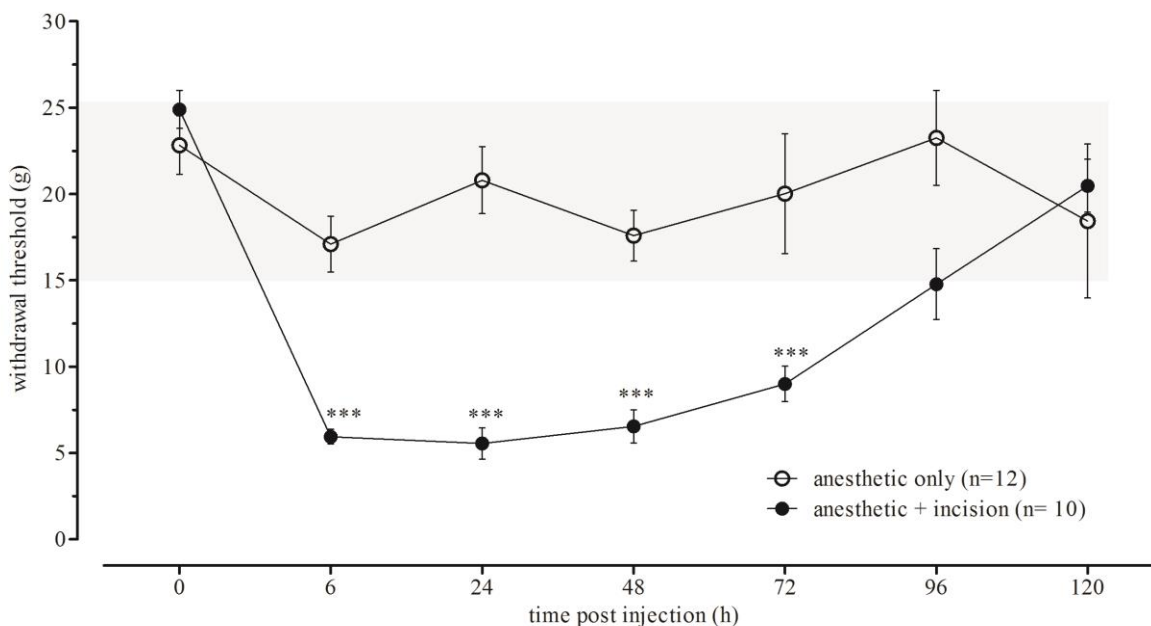 30
25
20
15
10
5
0
withdrawal threshold (g)
***
***
***
***
anesthetic only (n=12)
anesthetic + incision (n= 10)
0 6 24 48 72 96 120
time post injection (h)